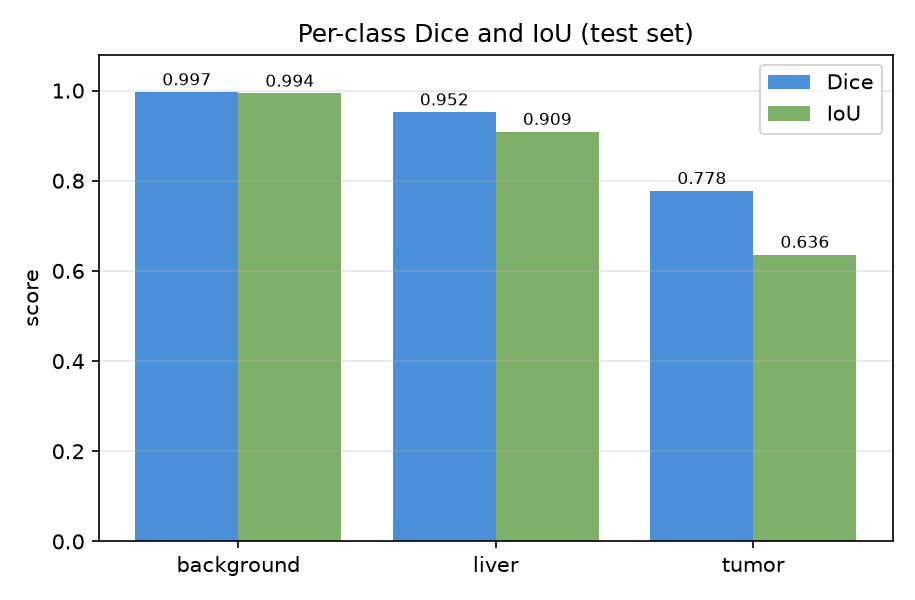 Per-class Dice and IoU (test set)
Dice
IoU
0.997
0.994
0.952
0.909
0.778
0.636
score
1.0
0.8
0.6
0.4
0.2
0.0
background
liver
tumor